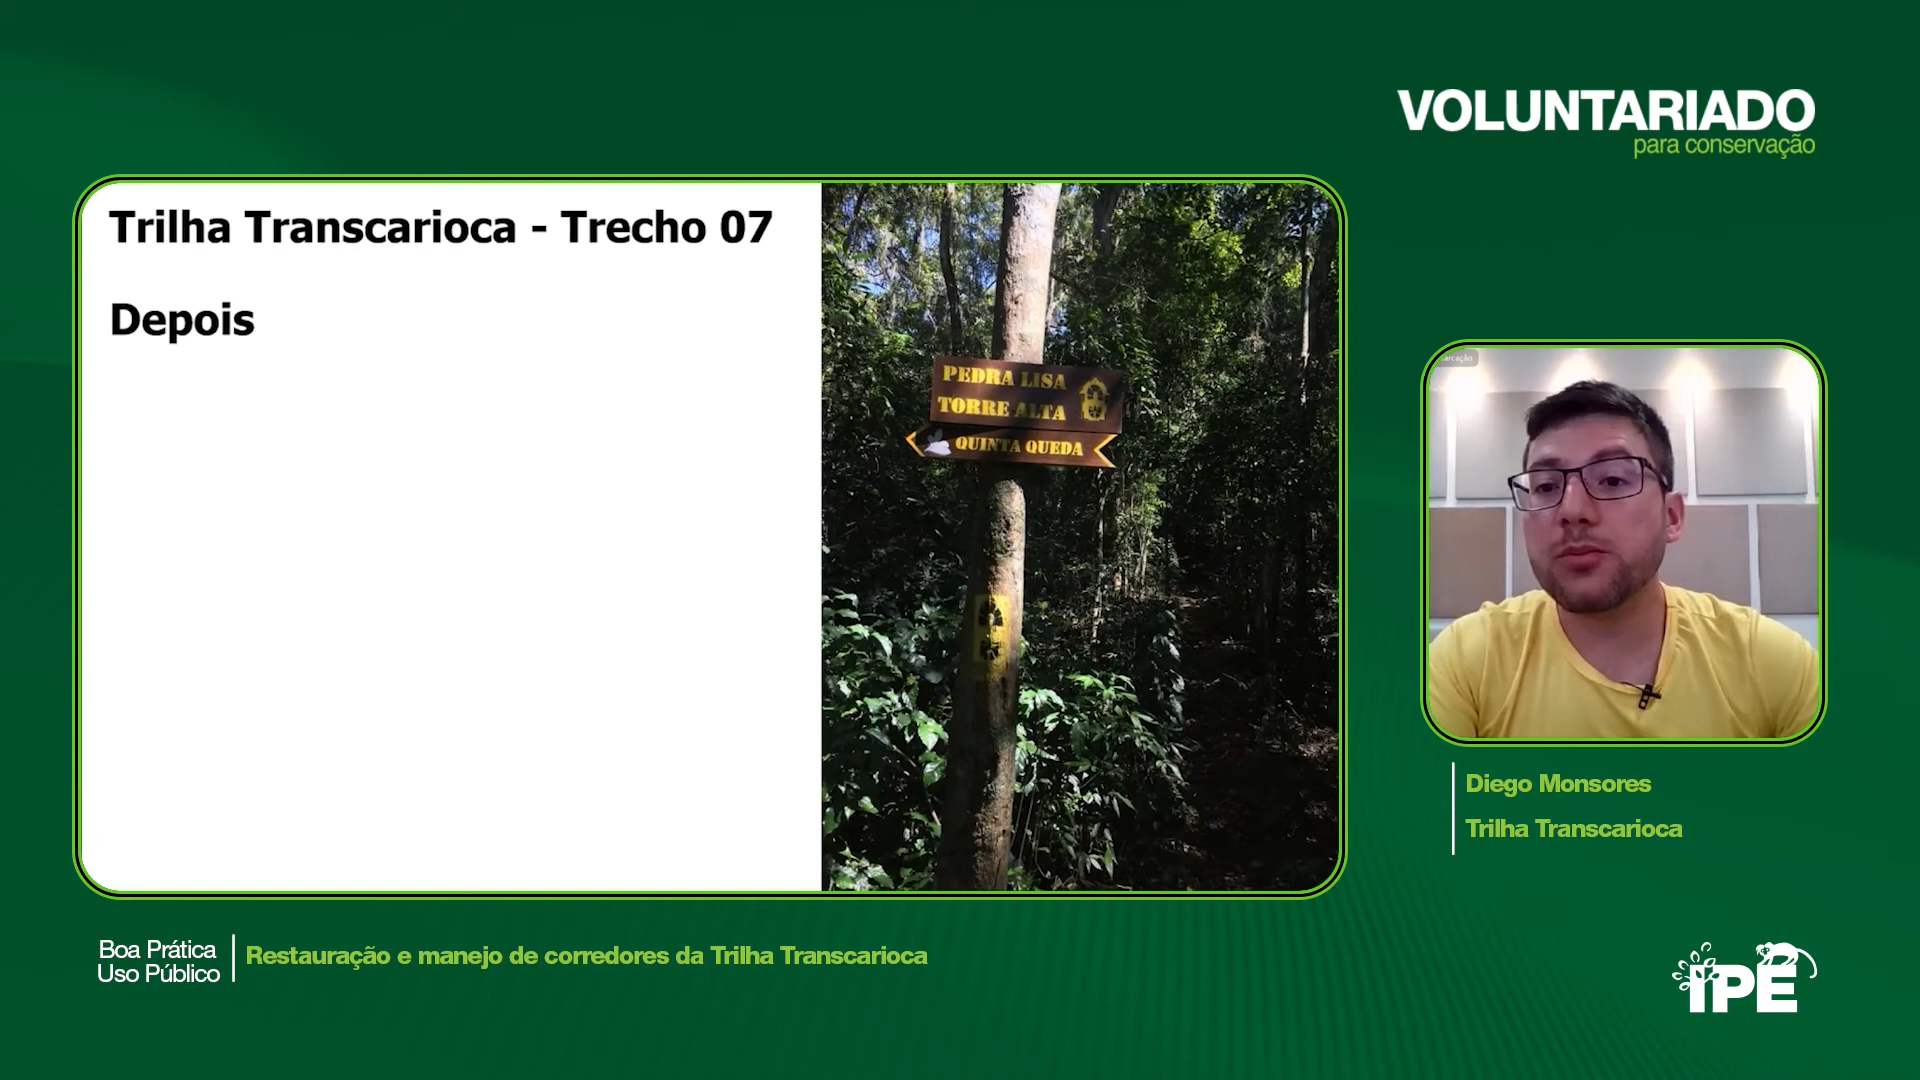 VOLUNTARIADO
para conservação
Trilha Transcarioca - Trecho 07
Depois
PEDRA LISA
TORRE ALTA
QUINTA QUEDA
Diego Monsores
Trilha Transcarioca
Boa Prática
Uso Público
Restauração e manejo de corredores da Trilha Transcarioca
IPÊ